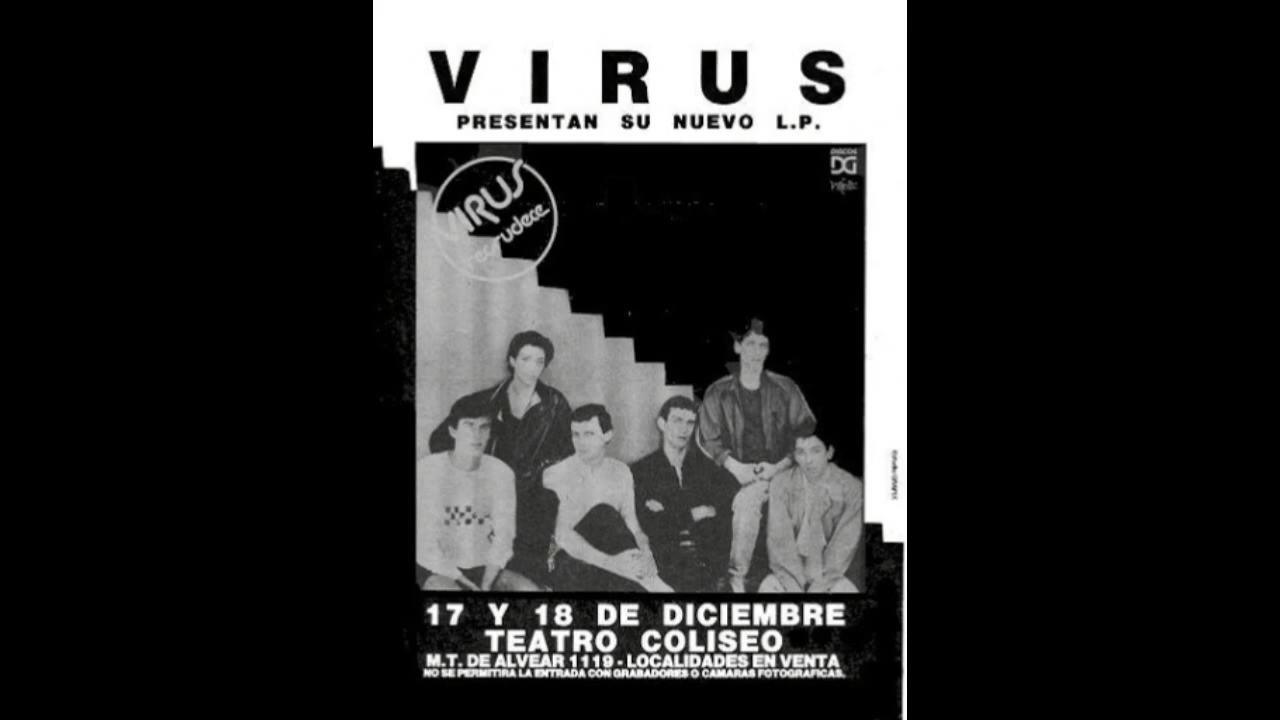 VIRUS
PRESENTAN SU NUEVO L.P.
DISCOS
DG
VIRUS
recrudece
17 Y 18 DE DICIEMBRE
TEATRO COLISEO
M.T. DE ALVEAR 1119 - LOCALIDADES EN VENTA
NO SE PERMITIRA LA ENTRADA CON GRABADORES O CAMARAS FOTOGRAFICAS.